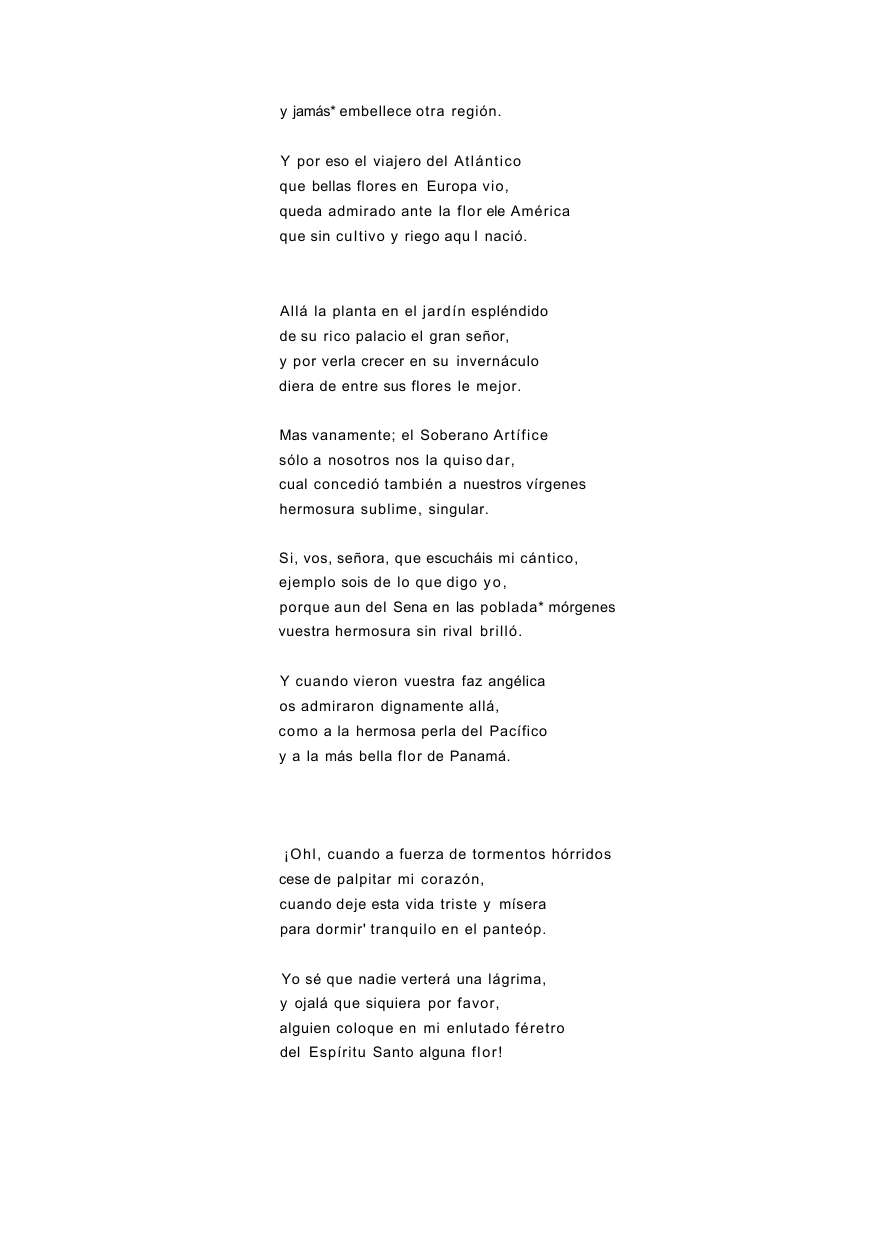 y jamás* embellece otra región.
Y por eso el viajero del Atlántico
que bellas flores en Europa vio,
queda admirado ante la flor ele América
que sin cultivo y riego aqu I nació.
Allá la planta en el jardín espléndido
de su rico palacio el gran señor,
y por verla crecer en su invernáculo
diera de entre sus flores le mejor.
Mas vanamente; el Soberano Artífice
sólo a nosotros nos la quiso dar,
cual concedió también a nuestros vírgenes
hermosura sublime, singular.
Si, vos, señora, que escucháis mi cántico,
ejemplo sois de lo que digo yo,
porque aun del Sena en las poblada* mórgenes
vuestra hermosura sin rival brilló.
Y cuando vieron vuestra faz angélica
os admiraron dignamente allá,
como a la hermosa perla del Pacífico
y a la más bella flor de Panamá.
¡Ohl, cuando a fuerza de tormentos hórridos
cese de palpitar mi corazón,
cuando deje esta vida triste y mísera
para dormir' tranquilo en el panteóp.
Yo sé que nadie verterá una lágrima,
y ojalá que siquiera por favor,
alguien coloque en mi enlutado féretro
del Espíritu Santo alguna flor!